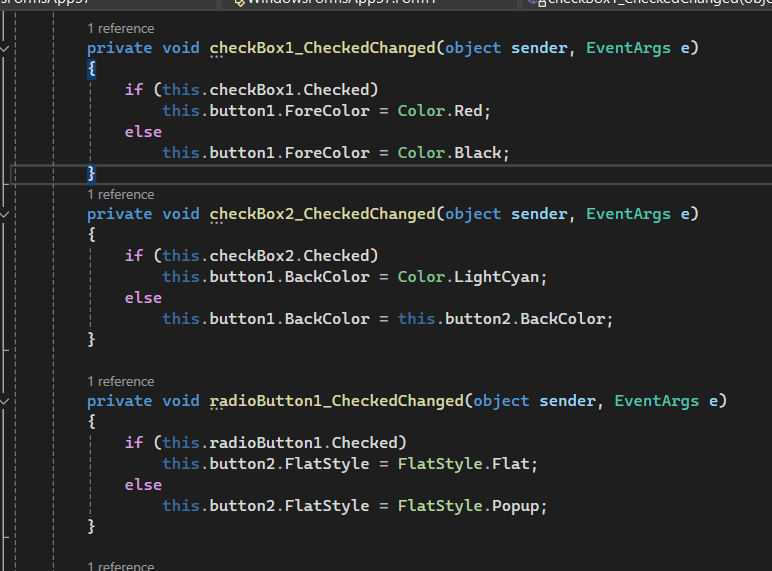 WindowsFormsApp57.Form1
1 reference
private void checkBox1_CheckedChanged(object sender, EventArgs e)
{
if (this.checkBox1.Checked)
this.button1.ForeColor = Color.Red;
else
this.button1.ForeColor = Color.Black;
}
1 reference
private void checkBox2_CheckedChanged(object sender, EventArgs e)
{
if (this.checkBox2.Checked)
this.button1.BackColor = Color.LightCyan;
else
this.button1.BackColor = this.button2.BackColor;
}
1 reference
private void radioButton1_CheckedChanged(object sender, EventArgs e)
{
if (this.radioButton1.Checked)
this.button2.FlatStyle = FlatStyle.Flat;
else
this.button2.FlatStyle = FlatStyle.Popup;
}
1 reference